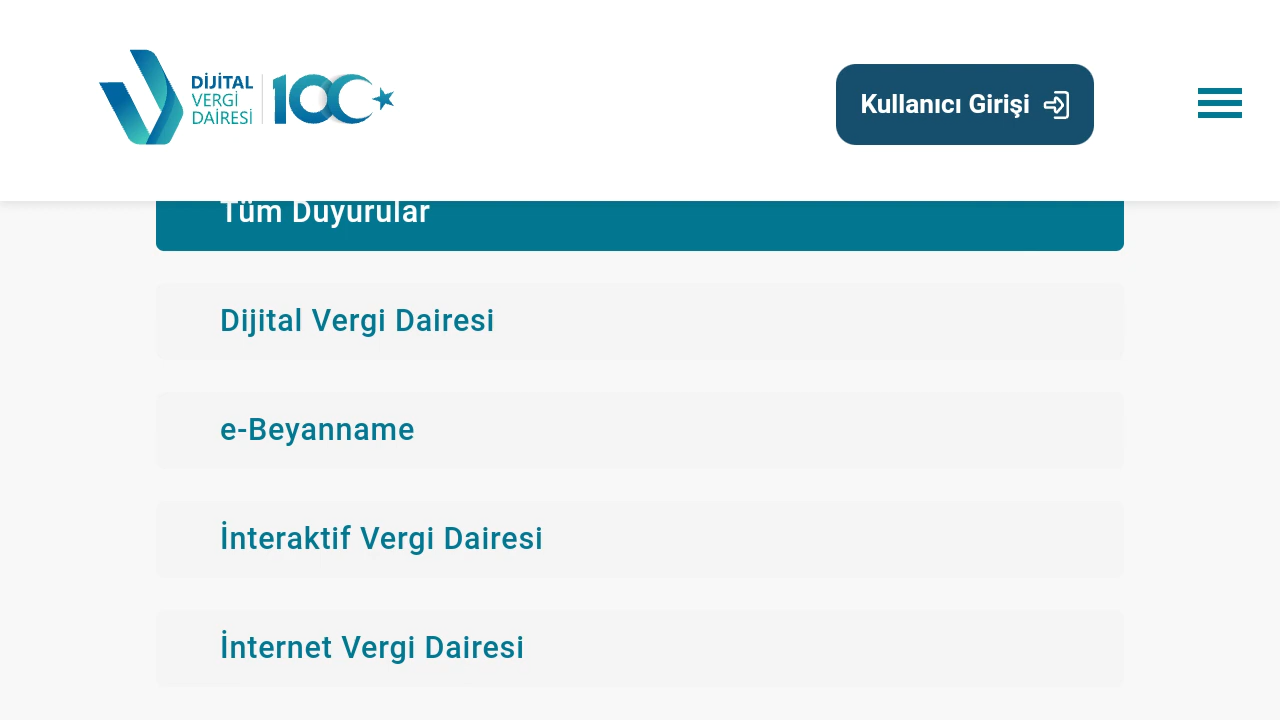 DİJİTAL
VERGİ
DAİRESİ
100
Kullanıcı Girişi
Tüm Duyurular
Dijital Vergi Dairesi
e-Beyanname
İnteraktif Vergi Dairesi
İnternet Vergi Dairesi